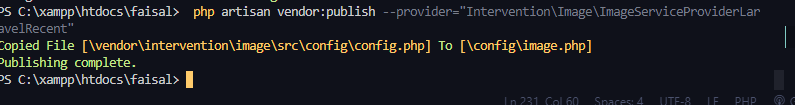 PS C:\xampp\htdocs\faisal>  php artisan vendor:publish --provider="Intervention\Image\ImageServiceProviderLar
avelRecent"
Copied File [\vendor\intervention\image\src\config\config.php] To [\config\image.php]
Publishing complete.
PS C:\xampp\htdocs\faisal>
Ln 231, Col 60    Spaces: 4    UTF-8    LF    PHP